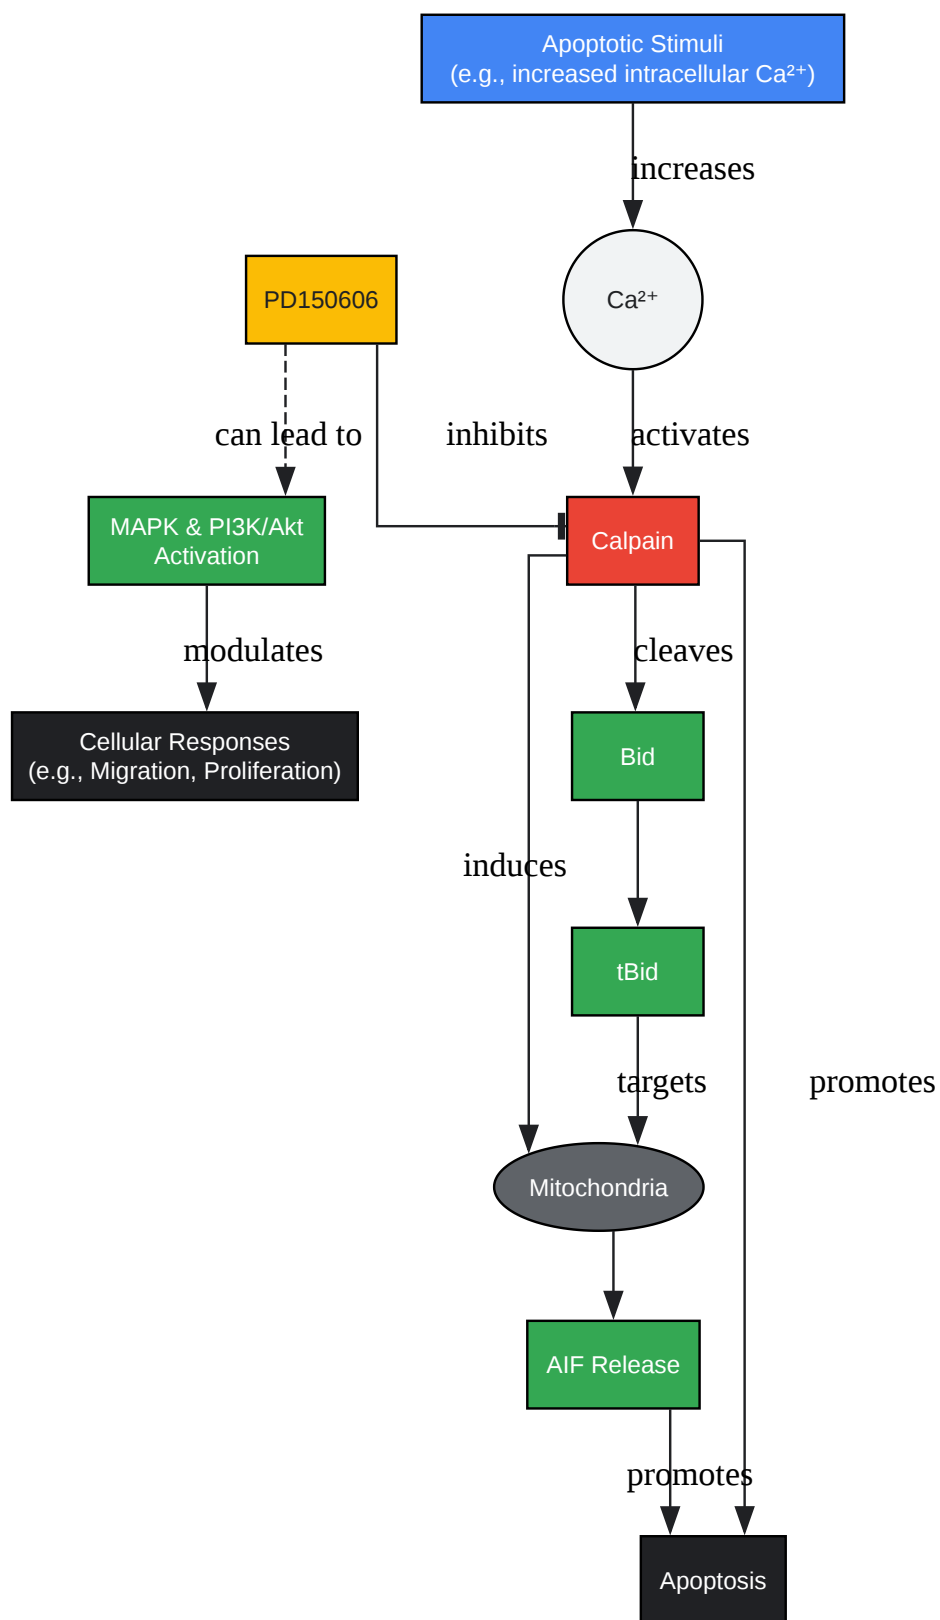 Apoptotic Stimuli
(e.g., increased intracellular Ca²⁺)
increases
PD150606
Ca²⁺
can lead to
inhibits
activates
MAPK & PI3K/Akt
Activation
Calpain
modulates
cleaves
Cellular Responses
(e.g., Migration, Proliferation)
Bid
induces
tBid
targets
promotes
Mitochondria
AIF Release
promotes
Apoptosis